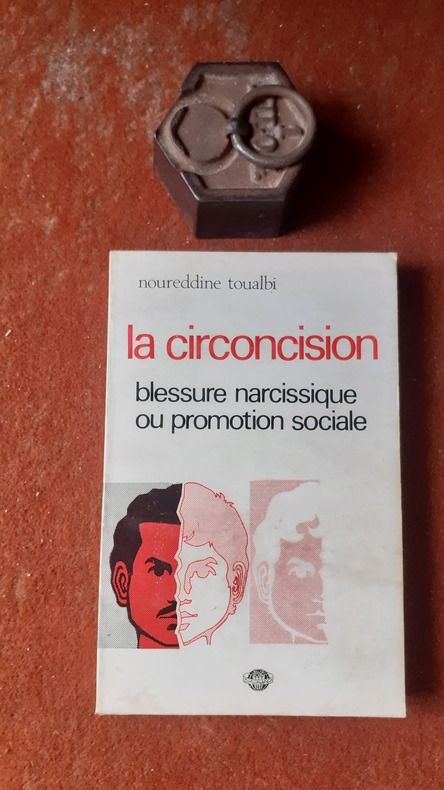 noureddine toualbi
la circoncision
blessure narcissique
ou promotion sociale